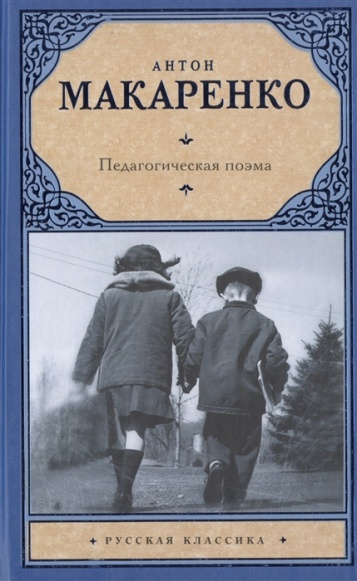 АНТОН
МАКАРЕНКО
Педагогическая поэма
РУССКАЯ КЛАССИКА